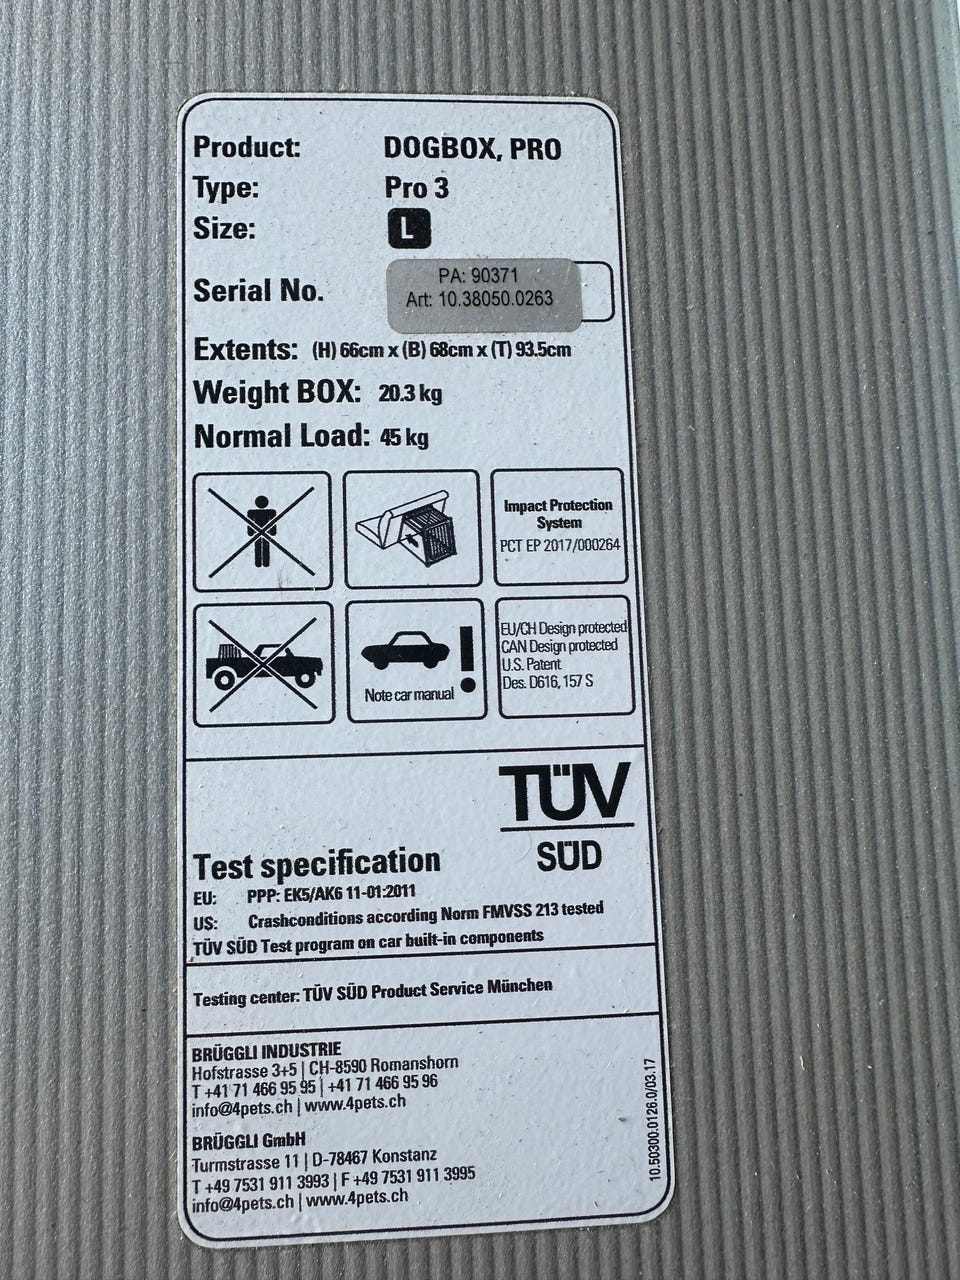 Product: DOGBOX, PRO
Type: Pro 3
Size: L
Serial No. PA: 90371
Art: 10.38050.0263
Extents: (H) 66cm x (B) 68cm x (T) 93.5cm
Weight BOX: 20.3 kg
Normal Load: 45 kg
Impact Protection
System
PCT EP 2017/000264
Note car manual
EU/CH Design protected
CAN Design protected
U.S. Patent
Des. D616, 157 S
TÜV
SÜD
Test specification
EU: PPP: EK5/AK6 11-01:2011
US: Crashconditions according Norm FMVSS 213 tested
TÜV SÜD Test program on car built-in components
Testing center: TÜV SÜD Product Service München
BRÜGGLI INDUSTRIE
Hofstrasse 3+5 | CH-8590 Romanshorn
T +41 71 466 95 95 | +41 71 466 95 96
info@4pets.ch | www.4pets.ch
BRÜGGLI GmbH
Turmstrasse 11 | D-78467 Konstanz
T +49 7531 911 3993 | F +49 7531 911 3995
info@4pets.ch | www.4pets.ch
10.50300.0126.0/03.17